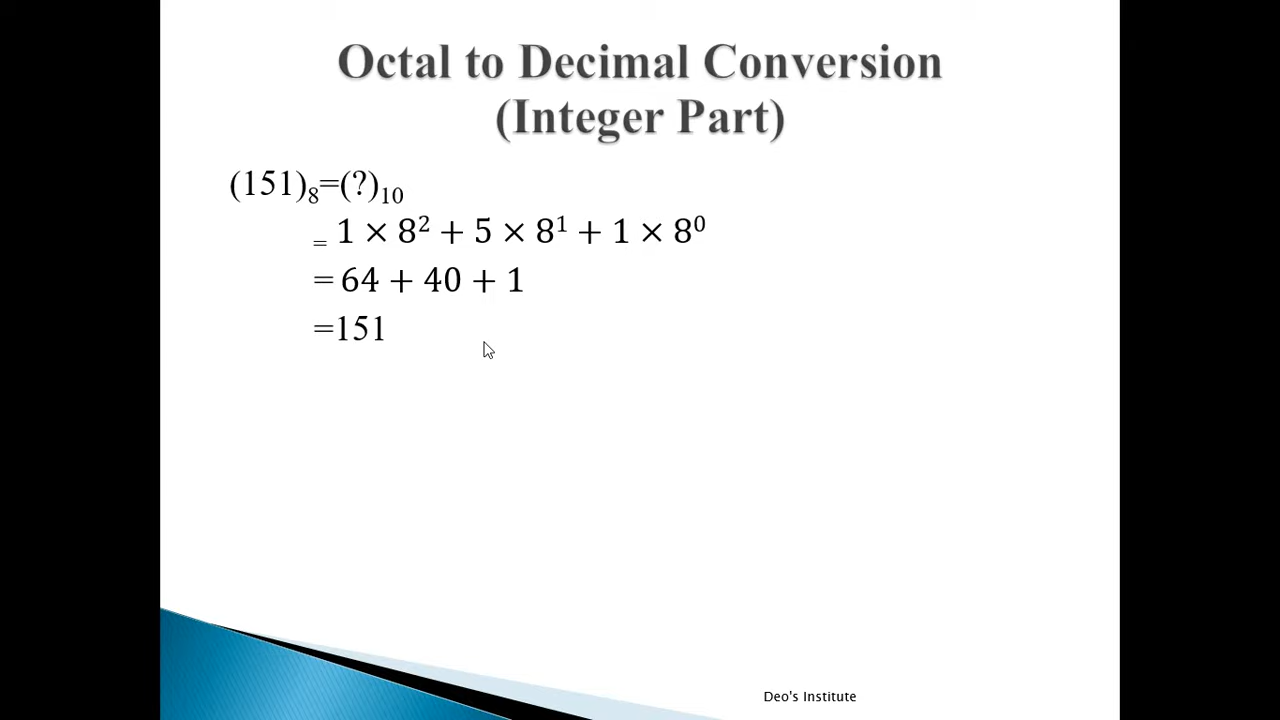 Octal to Decimal Conversion
(Integer Part)
(151)₈=(?)₁₀
= 1 × 8² + 5 × 8¹ + 1 × 8⁰
= 64 + 40 + 1
=151
Deo's Institute